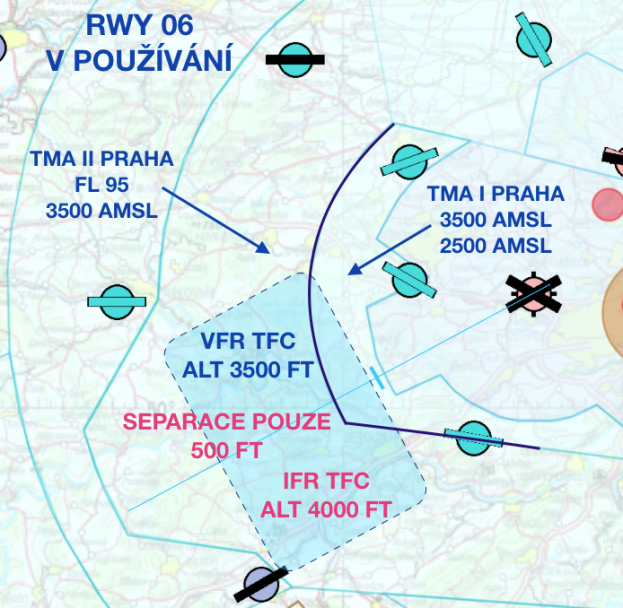 RWY 06
V POUŽÍVÁNÍ
TMA II PRAHA
FL 95
3500 AMSL
TMA I PRAHA
3500 AMSL
2500 AMSL
VFR TFC
ALT 3500 FT
SEPARACE POUZE
500 FT
IFR TFC
ALT 4000 FT